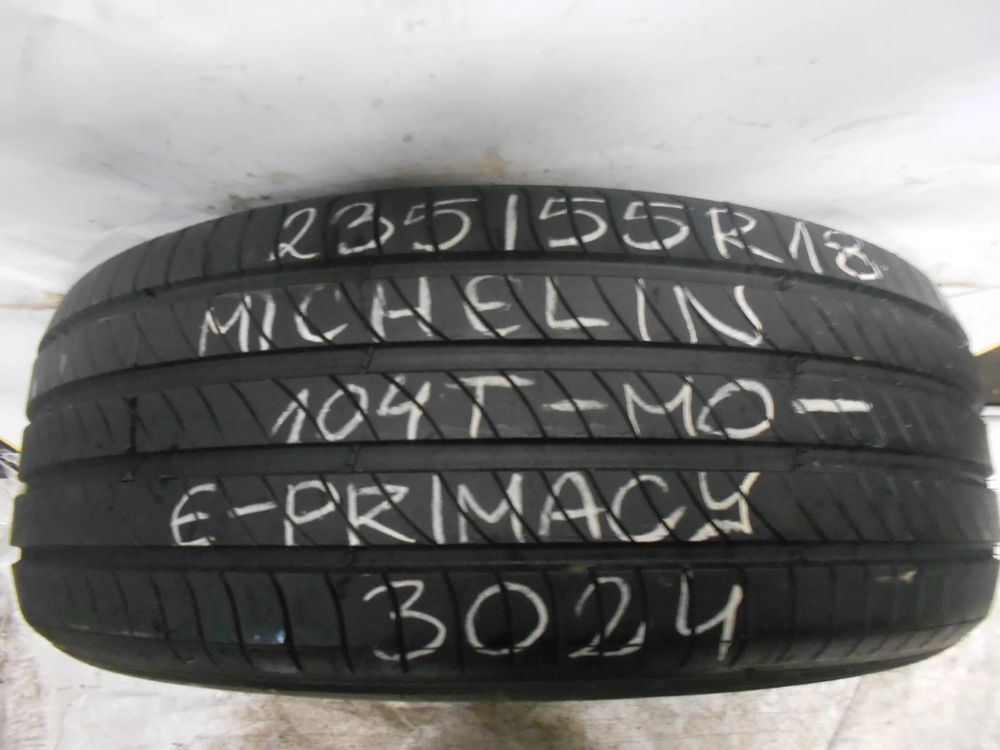 235/55R18
MICHELIN
104T-MO-
E-PRIMACY
3024